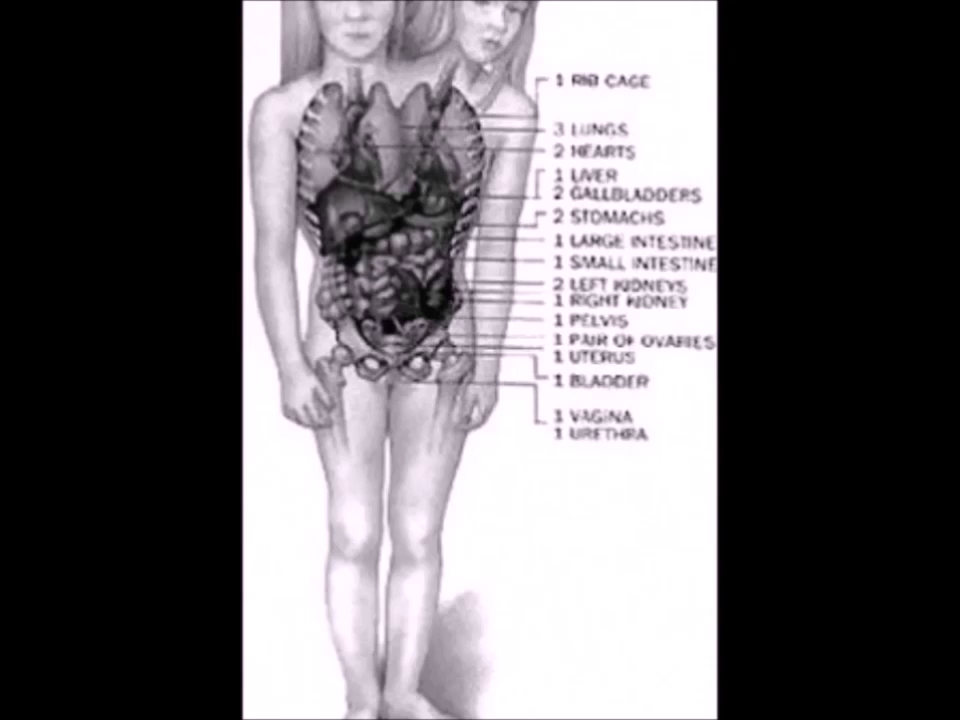 1 RIB CAGE
3 LUNGS
2 HEARTS
1 LIVER
2 GALLBLADDERS
2 STOMACHS
1 LARGE INTESTINE
1 SMALL INTESTINE
2 LEFT KIDNEYS
1 RIGHT KIDNEY
1 PELVIS
1 PAIR OF OVARIES
1 UTERUS
1 BLADDER
1 VAGINA
1 URETHRA